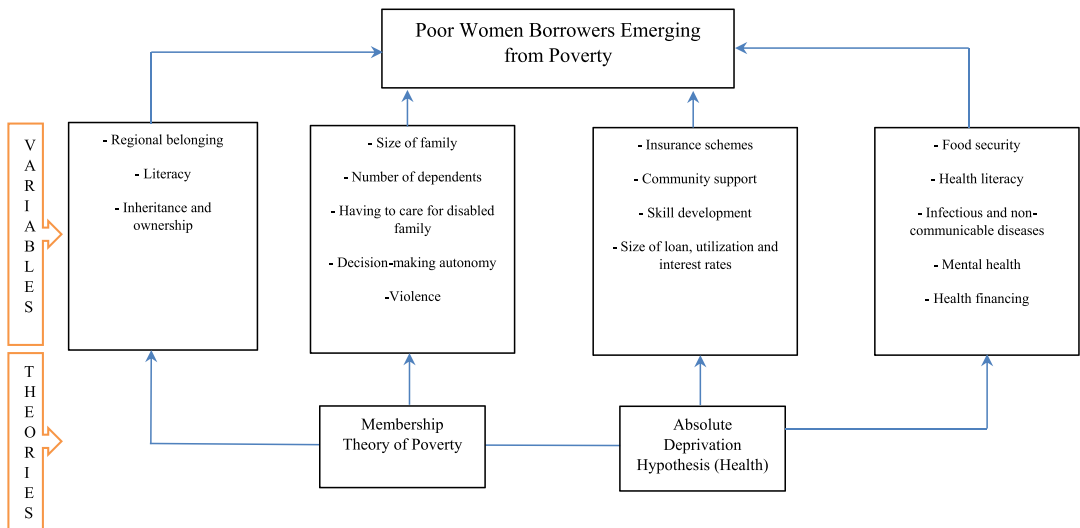 Poor Women Borrowers Emerging
from Poverty
V
A
R
I
A
B
L
E
S
- Regional belonging
- Literacy
- Inheritance and
ownership
- Size of family
- Number of dependents
- Having to care for disabled
family
- Decision-making autonomy
-Violence
- Insurance schemes
- Community support
- Skill development
- Size of loan, utilization and
interest rates
- Food security
- Health literacy
- Infectious and non-
communicable diseases
- Mental health
- Health financing
T
H
E
O
R
I
E
S
Membership
Theory of Poverty
Absolute
Deprivation
Hypothesis (Health)